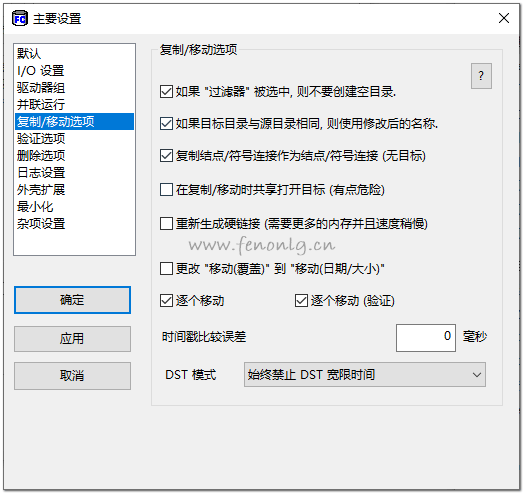 FC 主要设置
默认
I/O 设置
驱动器组
并联运行
复制/移动选项
验证选项
删除选项
日志设置
外壳扩展
最小化
杂项设置
确定
应用
取消
复制/移动选项
?
如果 "过滤器" 被选中, 则不要创建空目录.
如果目标目录与源目录相同, 则使用修改后的名称.
复制结点/符号连接作为结点/符号连接 (无目标)
在复制/移动时共享打开目标 (有点危险)
重新生成硬链接 (需要更多的内存并且速度稍慢)
www.fenonlg.cn
更改 "移动(覆盖)" 到 "移动(日期/大小)"
逐个移动 逐个移动 (验证)
时间戳比较误差 0 毫秒
DST 模式 始终禁止 DST 宽限时间